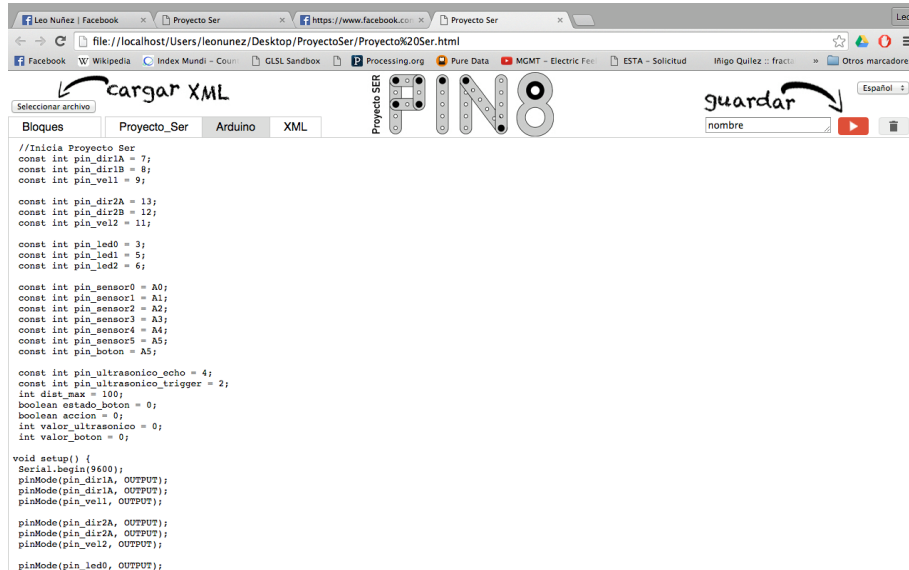 Leo Nuñez | Facebook
Proyecto Ser
https://www.facebook.con
Proyecto Ser
Leo
file://localhost/Users/leonunez/Desktop/ProyectoSer/Proyecto%20Ser.html
Facebook Wikipedia Index Mundi – Coun GLSL Sandbox Processing.org Pure Data MGMT – Electric Fee ESTA – Solicitud Iñigo Quilez :: fracta » Otros marcadore
cargar XML
Seleccionar archivo
Proyecto SER
PIN8
guardar
Español
Bloques Proyecto_Ser Arduino XML
nombre
//Inicia Proyecto Ser
const int pin_dir1A = 7;
const int pin_dir1B = 8;
const int pin_vel1 = 9;
const int pin_dir2A = 13;
const int pin_dir2B = 12;
const int pin_vel2 = 11;
const int pin_led0 = 3;
const int pin_led1 = 5;
const int pin_led2 = 6;
const int pin_sensor0 = A0;
const int pin_sensor1 = A1;
const int pin_sensor2 = A2;
const int pin_sensor3 = A3;
const int pin_sensor4 = A4;
const int pin_sensor5 = A5;
const int pin_boton = A5;
const int pin_ultrasonico_echo = 4;
const int pin_ultrasonico_trigger = 2;
int dist_max = 100;
boolean estado_boton = 0;
boolean accion = 0;
int valor_ultrasonico = 0;
int valor_boton = 0;
void setup() {
Serial.begin(9600);
pinMode(pin_dir1A, OUTPUT);
pinMode(pin_dir1A, OUTPUT);
pinMode(pin_vel1, OUTPUT);
pinMode(pin_dir2A, OUTPUT);
pinMode(pin_dir2A, OUTPUT);
pinMode(pin_vel2, OUTPUT);
pinMode(pin_led0, OUTPUT);